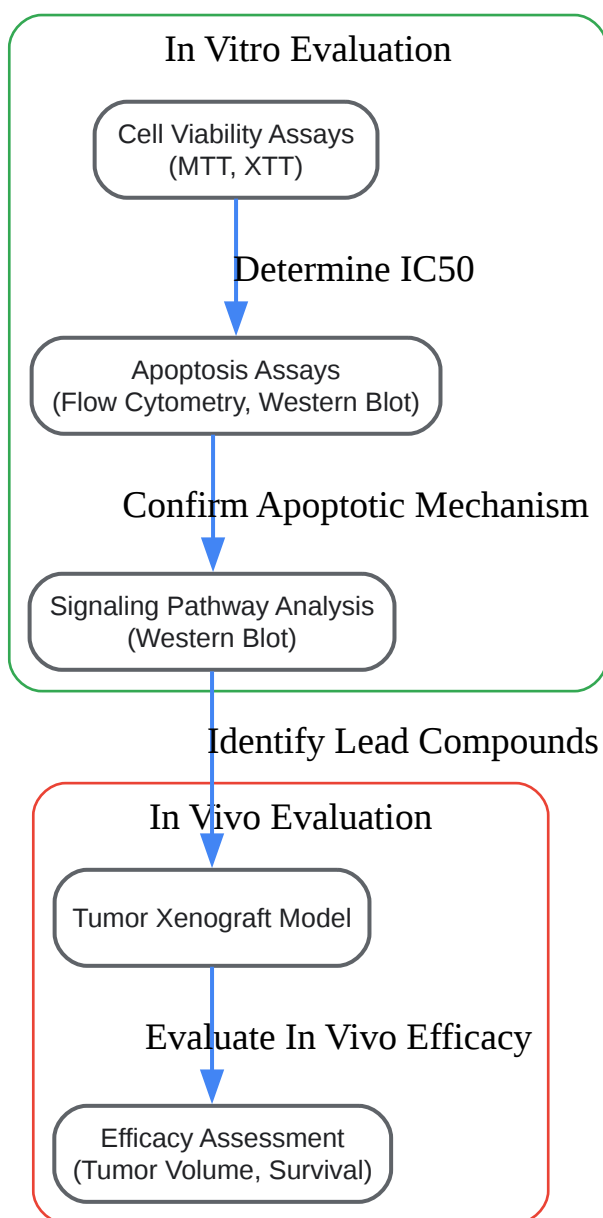 In Vitro Evaluation
Cell Viability Assays
(MTT, XTT)
Determine IC50
Apoptosis Assays
(Flow Cytometry, Western Blot)
Confirm Apoptotic Mechanism
Signaling Pathway Analysis
(Western Blot)
Identify Lead Compounds
In Vivo Evaluation
Tumor Xenograft Model
Evaluate In Vivo Efficacy
Efficacy Assessment
(Tumor Volume, Survival)